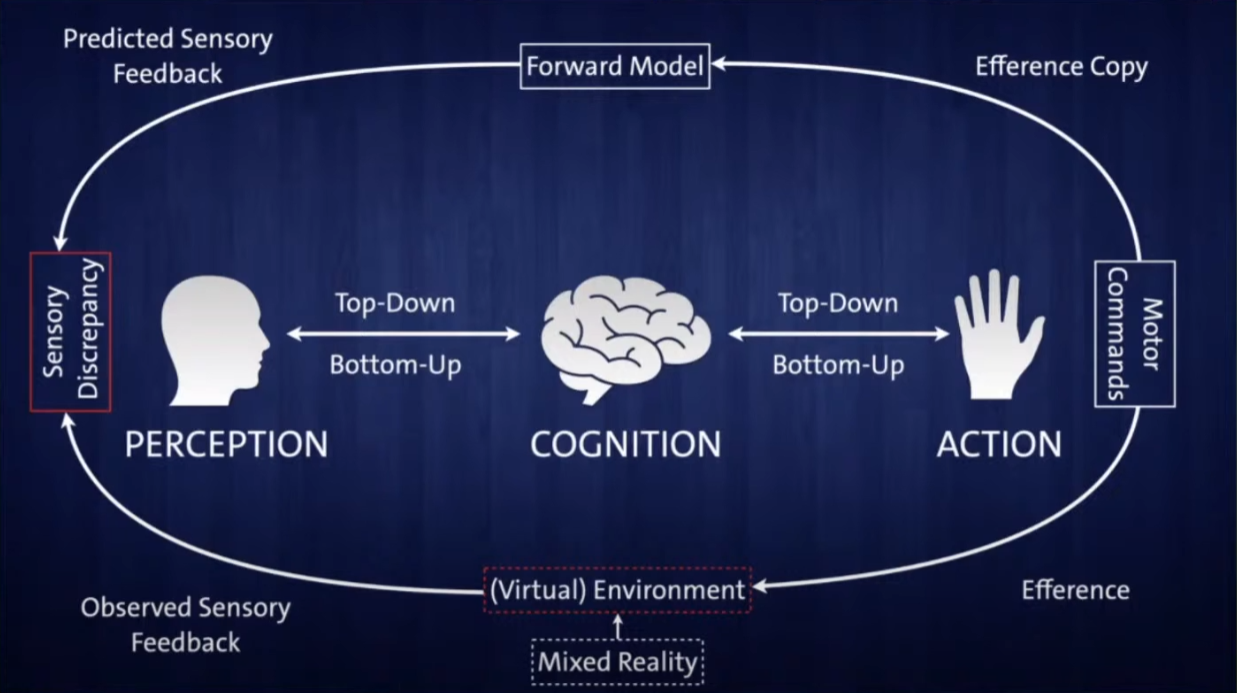 Predicted Sensory
Feedback
Forward Model
Efference Copy
Sensory
Discrepancy
Top-Down
Bottom-Up
Top-Down
Bottom-Up
Motor
Commands
PERCEPTION
COGNITION
ACTION
(Virtual) Environment
Observed Sensory
Feedback
Efference
Mixed Reality